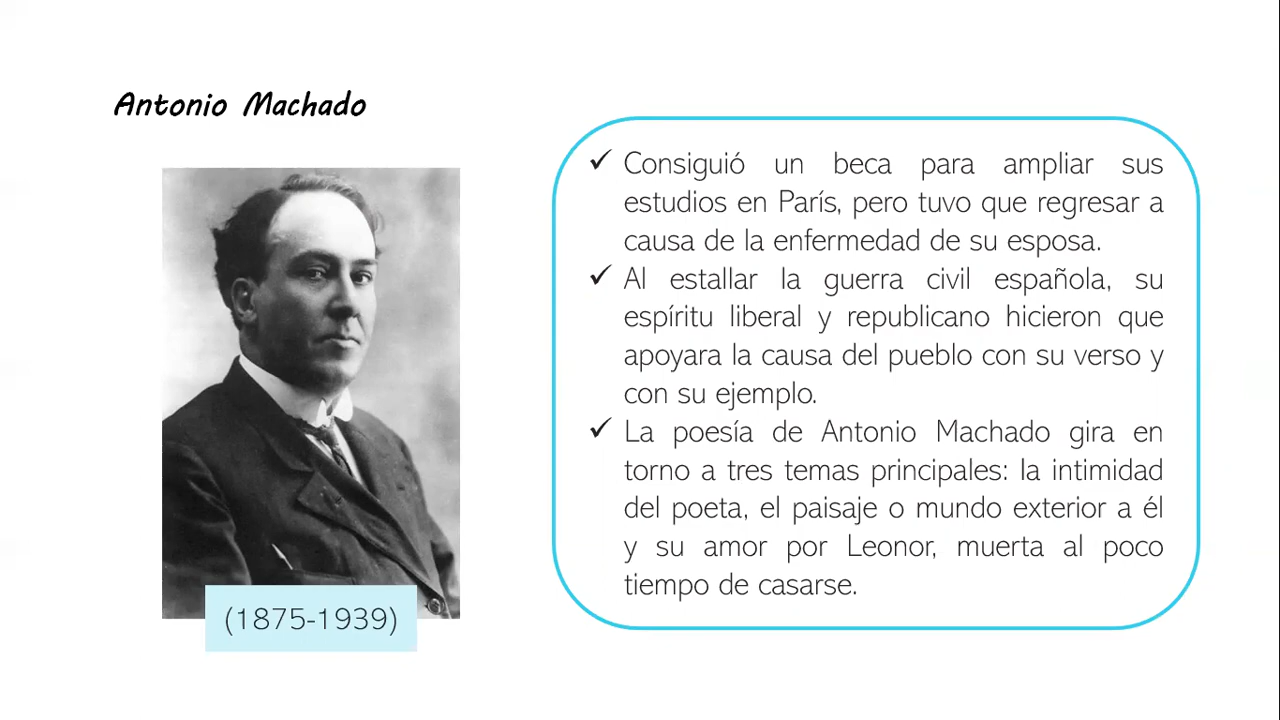 Antonio Machado
✓ Consiguió un beca para ampliar sus
estudios en París, pero tuvo que regresar a
causa de la enfermedad de su esposa.
✓ Al estallar la guerra civil española, su
espíritu liberal y republicano hicieron que
apoyara la causa del pueblo con su verso y
con su ejemplo.
✓ La poesía de Antonio Machado gira en
torno a tres temas principales: la intimidad
del poeta, el paisaje o mundo exterior a él
y su amor por Leonor, muerta al poco
tiempo de casarse.
(1875-1939)